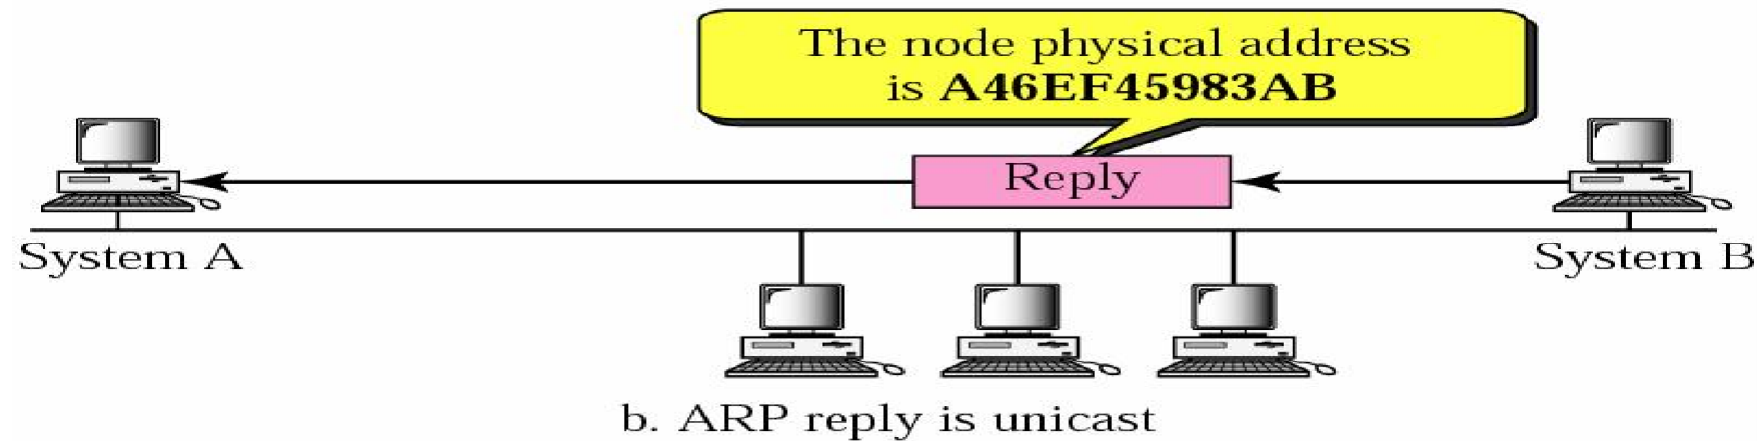 The node physical address
is A46EF45983AB
Reply
System A
System B
b. ARP reply is unicast